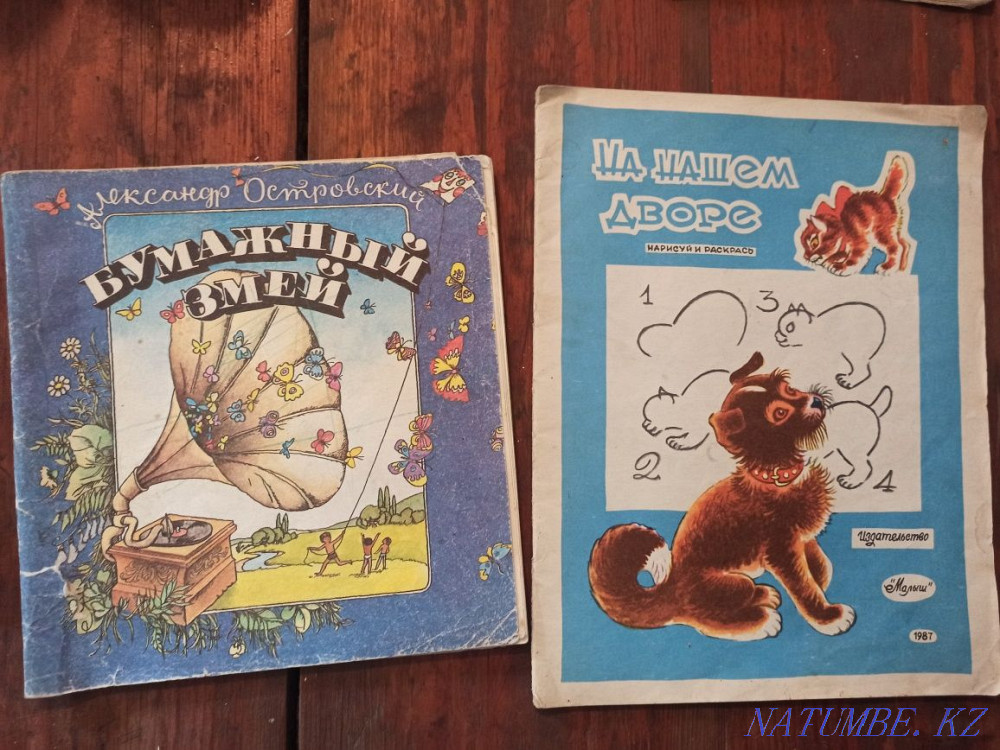 Александр Островский
БУМАЖНЫЙ
ЗМЕЙ
НА НАШЕМ
ДВОРЕ
НАРИСУЙ И РАСКРАСЬ
1
3
2
4
Издательство
"Малыш"
1987
NATUMBE. KZ